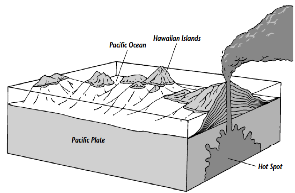 Hawaiian Islands
Pacific Ocean
Pacific Plate
Hot Spot